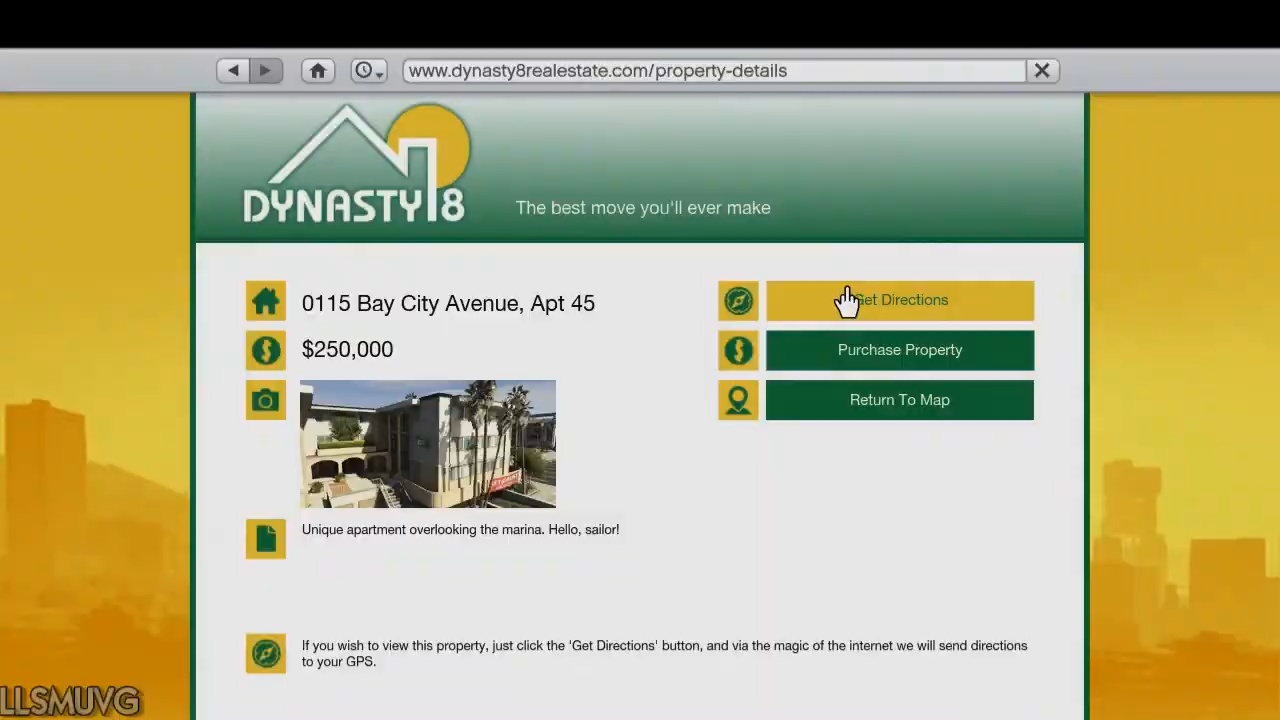 www.dynasty8realestate.com/property-details
DYNASTY 8
The best move you'll ever make
0115 Bay City Avenue, Apt 45
Get Directions
$250,000
Purchase Property
Return To Map
Unique apartment overlooking the marina. Hello, sailor!
If you wish to view this property, just click the 'Get Directions' button, and via the magic of the internet we will send directions
to your GPS.
LLSMUVG